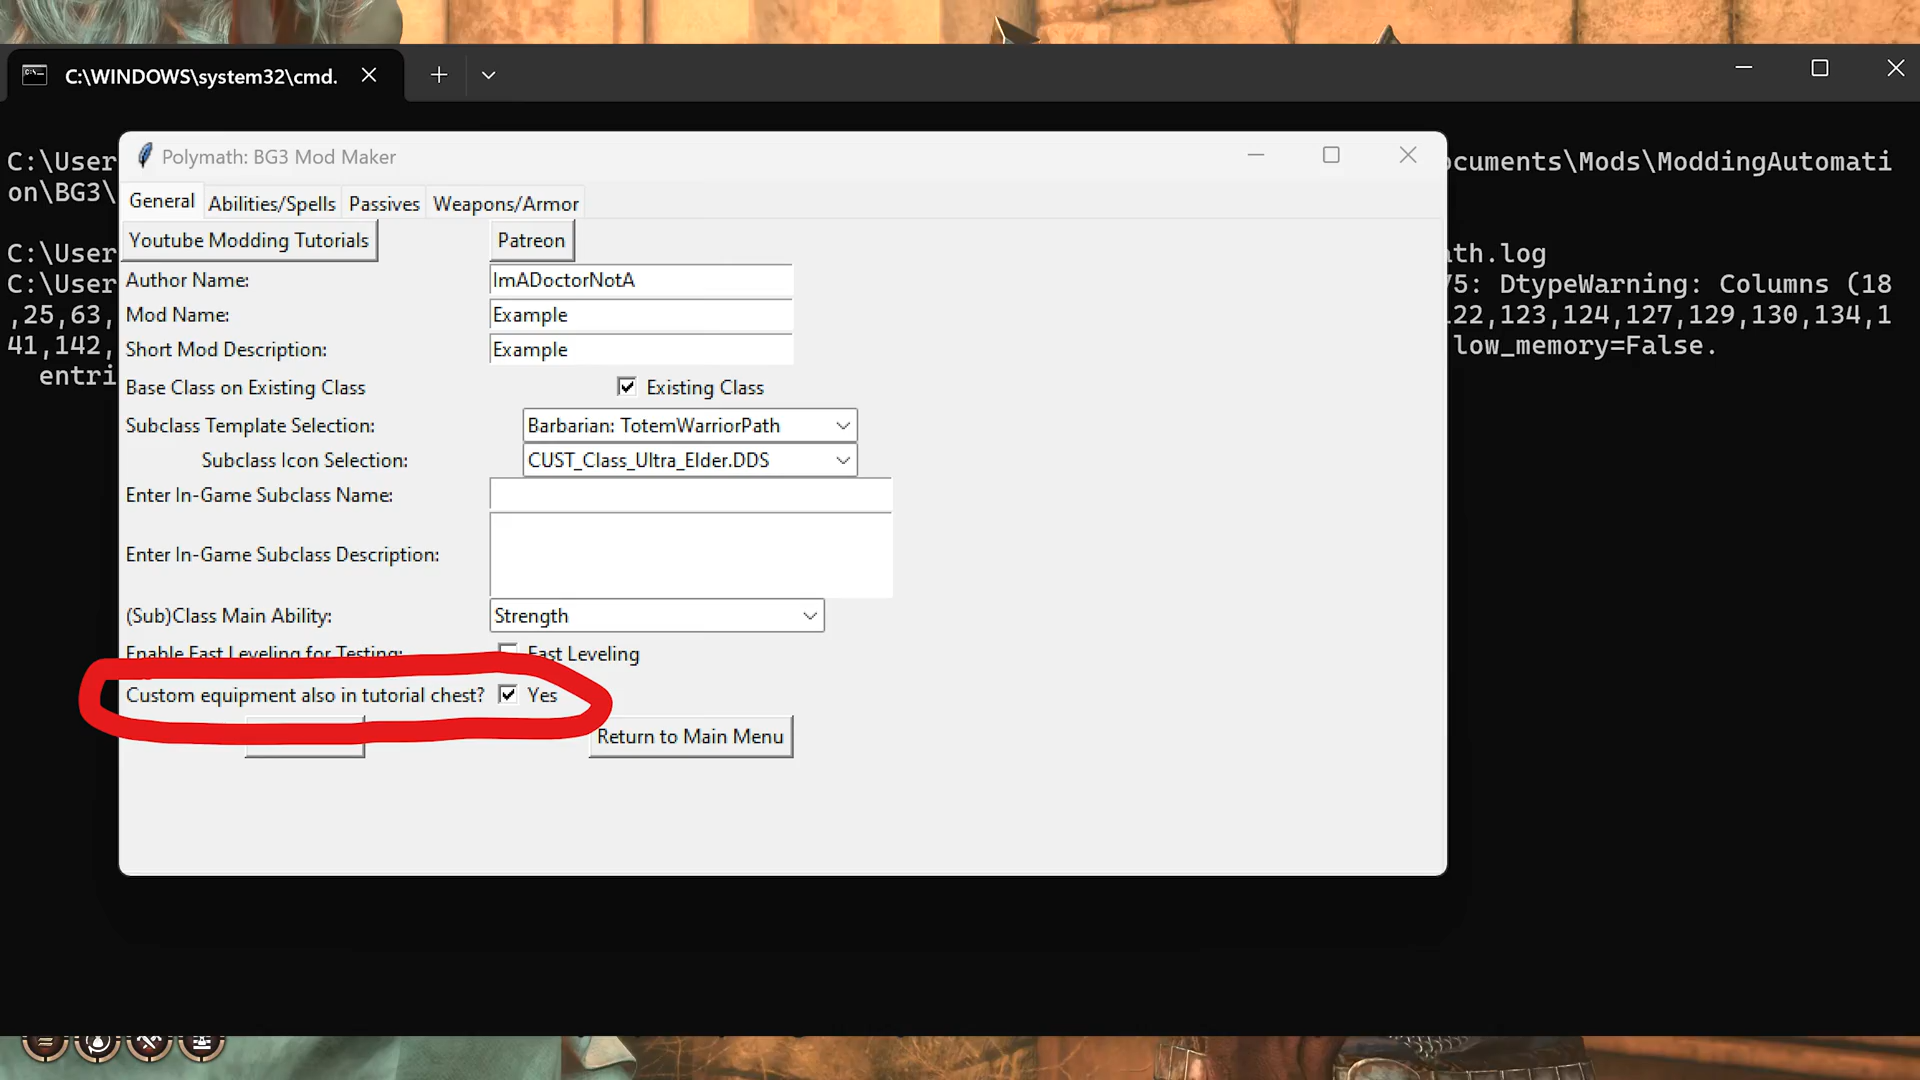 C:\WINDOWS\system32\cmd.
C:\User
ocuments\Mods\ModdingAutomati
on\BG3\
C:\User
th.log
C:\User
5: DtypeWarning: Columns (18
,25,63,
22,123,124,127,129,130,134,1
41,142,
low_memory=False.
entri
Polymath: BG3 Mod Maker
General Abilities/Spells Passives Weapons/Armor
Youtube Modding Tutorials Patreon
Author Name: ImADoctorNotA
Mod Name: Example
Short Mod Description: Example
Base Class on Existing Class Existing Class
Subclass Template Selection: Barbarian: TotemWarriorPath
Subclass Icon Selection: CUST_Class_Ultra_Elder.DDS
Enter In-Game Subclass Name:
Enter In-Game Subclass Description:
(Sub)Class Main Ability: Strength
Enable Fast Leveling for Testing: Fast Leveling
Custom equipment also in tutorial chest? Yes
Return to Main Menu